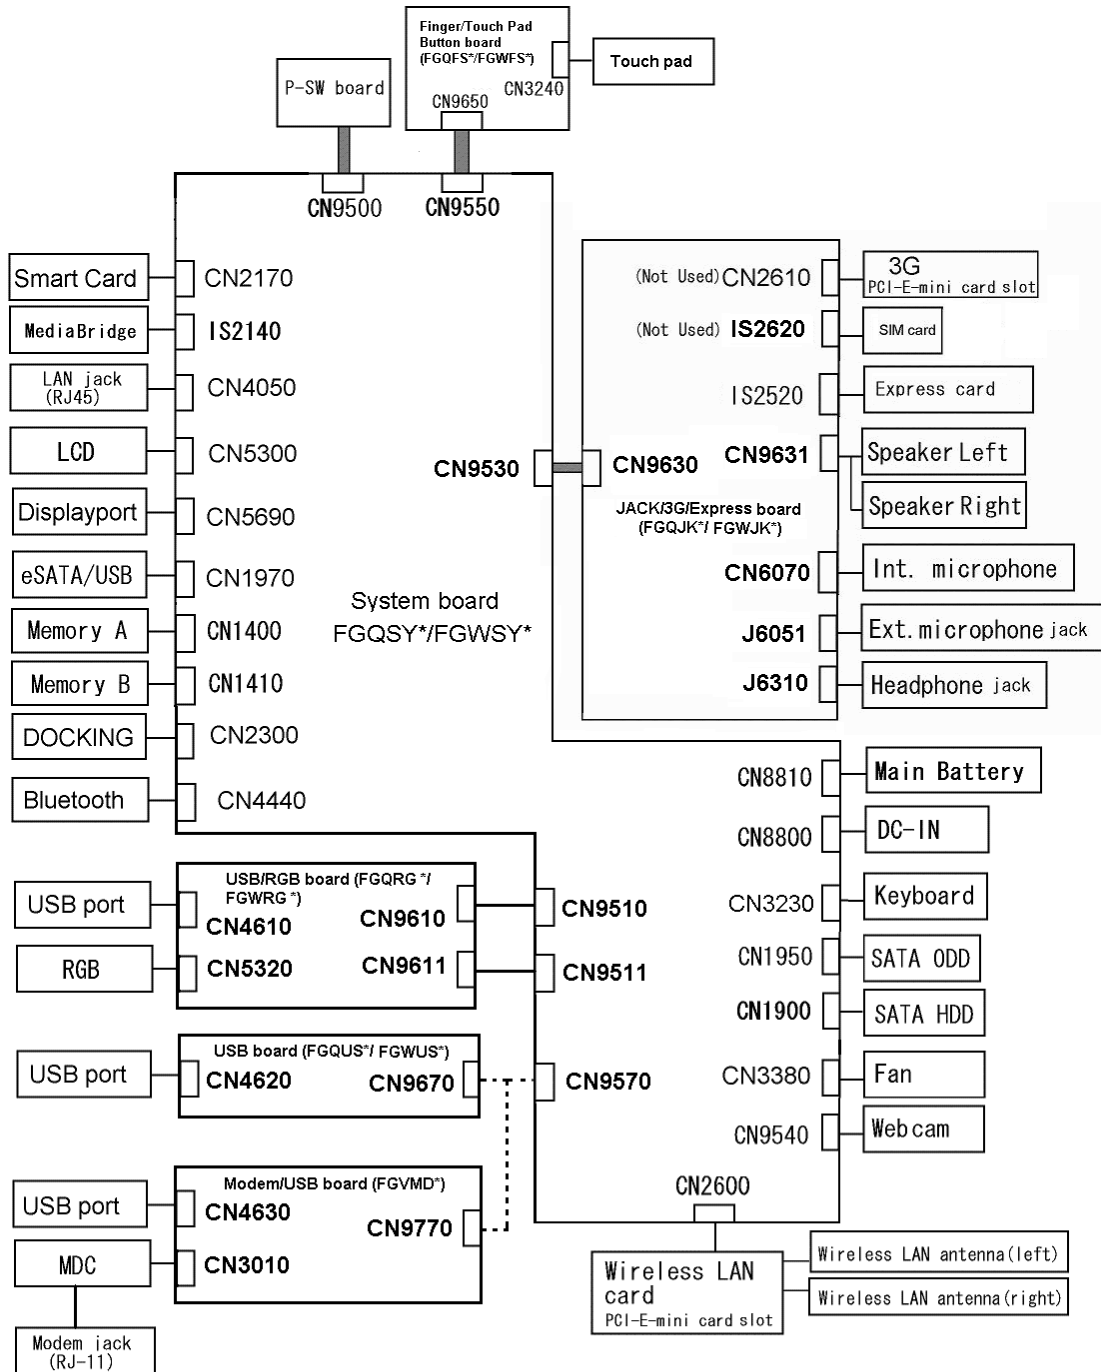 Finger/Touch Pad
Button board
(FGQFS*/FGWFS*)
CN3240
CN9650
Touch pad
P-SW board
CN9500
CN9550
Smart Card
CN2170
MediaBridge
IS2140
LAN jack
(RJ45)
CN4050
LCD
CN5300
Displayport
CN5690
eSATA/USB
CN1970
Memory A
CN1400
Memory B
CN1410
DOCKING
CN2300
Bluetooth
CN4440
System board
FGQSY*/FGWSY*
CN9530
CN9630
JACK/3G/Express board
(FGQJK*/ FGWJK*)
(Not Used) CN2610
3G
PCI-E-mini card slot
(Not Used) IS2620
SIM card
IS2520
Express card
CN9631
Speaker Left
Speaker Right
CN6070
Int. microphone
J6051
Ext. microphone jack
J6310
Headphone jack
CN8810
Main Battery
CN8800
DC-IN
CN3230
Keyboard
CN1950
SATA ODD
CN1900
SATA HDD
CN3380
Fan
CN9540
Web cam
CN2600
Wireless LAN
card
PCI-E-mini card slot
Wireless LAN antenna(left)
Wireless LAN antenna(right)
USB/RGB board (FGQRG */
FGWRG *)
USB port
CN4610
CN9610
CN9510
RGB
CN5320
CN9611
CN9511
USB board (FGQUS*/ FGWUS*)
USB port
CN4620
CN9670
CN9570
Modem/USB board (FGVMD*)
USB port
CN4630
CN9770
MDC
CN3010
Modem jack
(RJ-11)